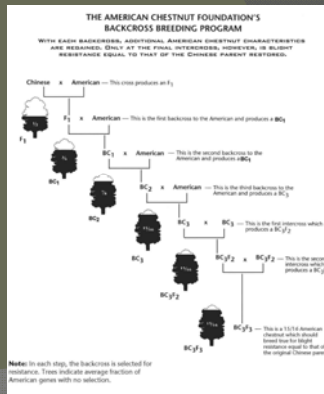 THE AMERICAN CHESTNUT FOUNDATION'S
BACKCROSS BREEDING PROGRAM
WITH EACH BACKCROSS, ADDITIONAL AMERICAN CHESTNUT CHARACTERISTICS
ARE REGAINED. ONLY AT THE FINAL INTERCROSS, HOWEVER, IS BLIGHT
RESISTANCE EQUAL TO THAT OF THE CHINESE PARENT RESTORED.
Chinese x American — This cross produces an F1
F1 x American — This is the first backcross to the
American and produces a BC1
F1
BC1 x American — This is the second backcross to the
American and produces a BC1
BC1
BC2 x American — This is the third backcross to the
American and produces a BC3
BC2
BC3 x BC3 — This is the first intercross which
produces a BC3F2
BC3
BC3F2 x BC3F2 — This is the secon
intercross which
produces a BC3
BC3F2
BC3F3 — This is a 15/16 American
chestnut which should
breed true for blight
resistance equal to that o
the original Chinese paren
BC3F3
Note: In each step, the backcross is selected for
resistance. Trees indicate average fraction of
American genes with no selection.